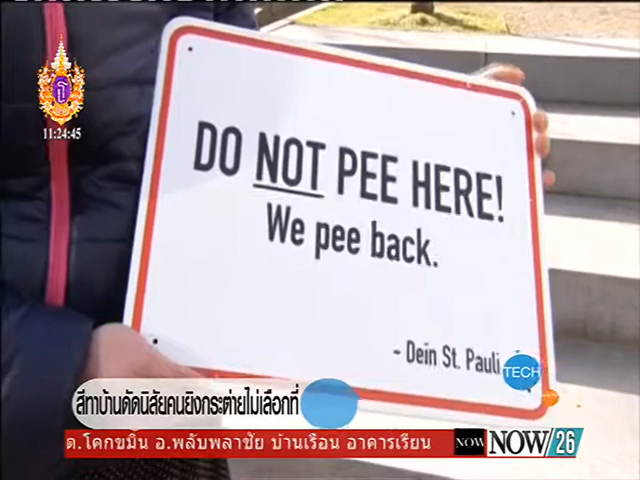 11:24:45
DO NOT PEE HERE!
We pee back.
- Dein St. Pauli
TECH
สีทาบ้านดัดนิสัยคนยิงกระต่ายไม่เลือกที่
ต.โคกขมิ้น อ.พลับพลาชัย บ้านเรือน อาคารเรียน
NOW NOW 26